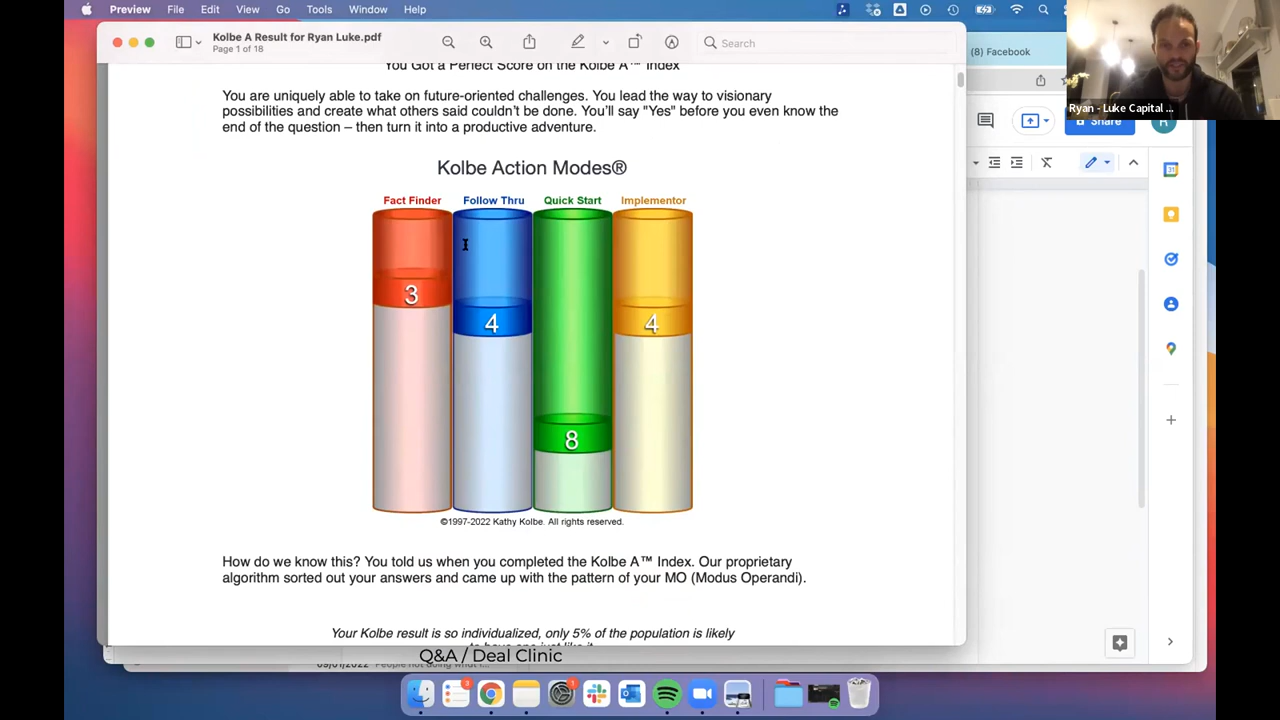 Preview File Edit View Go Tools Window Help
Kolbe A Result for Ryan Luke.pdf
Page 1 of 18
Search
(8) Facebook
Ryan - Luke Capital ...
Share
31
You Got a Perfect Score on the Kolbe A™ Index
You are uniquely able to take on future-oriented challenges. You lead the way to visionary
possibilities and create what others said couldn't be done. You'll say "Yes" before you even know the
end of the question – then turn it into a productive adventure.
Kolbe Action Modes®
Fact Finder Follow Thru Quick Start Implementor
3 4 8 4
©1997-2022 Kathy Kolbe. All rights reserved.
How do we know this? You told us when you completed the Kolbe A™ Index. Our proprietary
algorithm sorted out your answers and came up with the pattern of your MO (Modus Operandi).
Your Kolbe result is so individualized, only 5% of the population is likely
Q&A / Deal Clinic
3 1